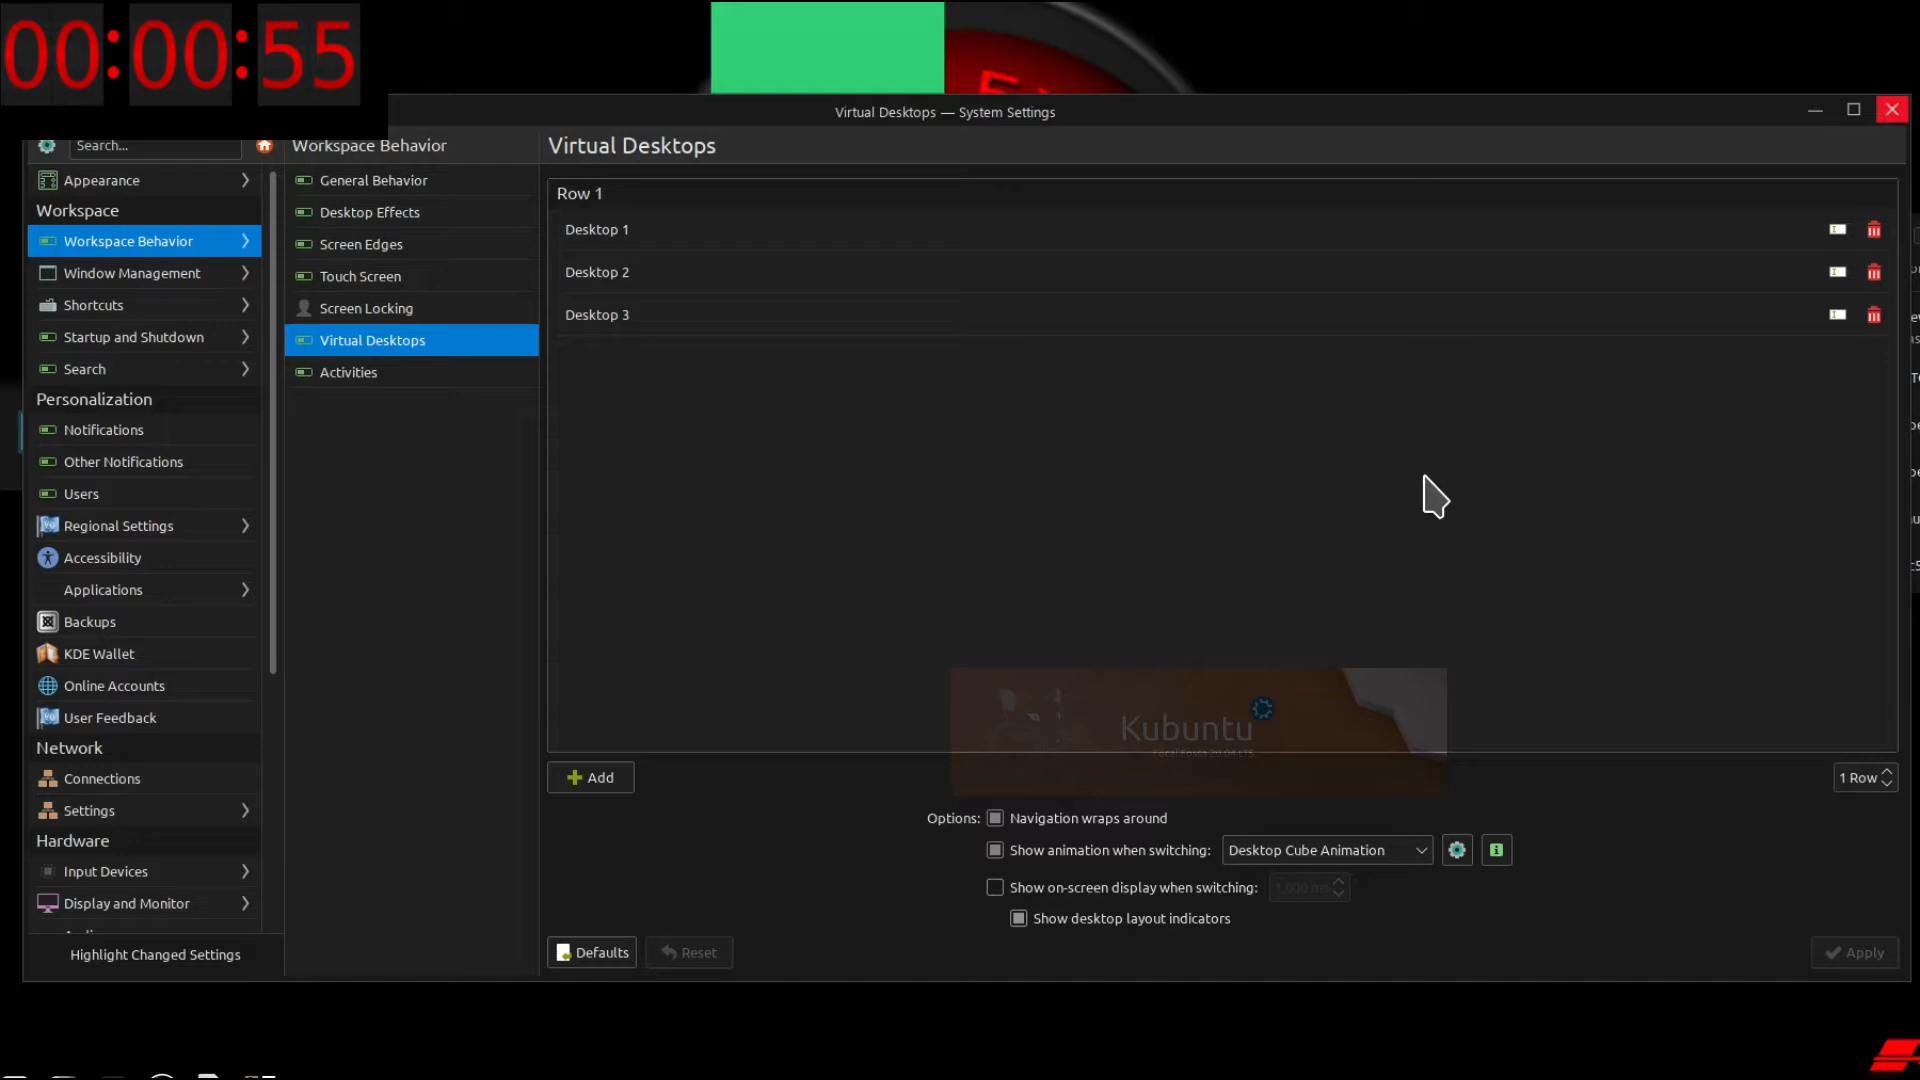 00:00:55
Virtual Desktops — System Settings
Search...
Workspace Behavior
Virtual Desktops
Appearance
Workspace
Workspace Behavior
Window Management
Shortcuts
Startup and Shutdown
Search
Personalization
Notifications
Other Notifications
Users
Regional Settings
Accessibility
Applications
Backups
KDE Wallet
Online Accounts
User Feedback
Network
Connections
Settings
Hardware
Input Devices
Display and Monitor
Highlight Changed Settings
General Behavior
Desktop Effects
Screen Edges
Touch Screen
Screen Locking
Virtual Desktops
Activities
Row 1
Desktop 1
Desktop 2
Desktop 3
Kubuntu
Focal Fossa 20.04 LTS
Add
1 Row
Options:
Navigation wraps around
Show animation when switching:
Desktop Cube Animation
Show on-screen display when switching:
1,000 ms
Show desktop layout indicators
Defaults
Reset
Apply